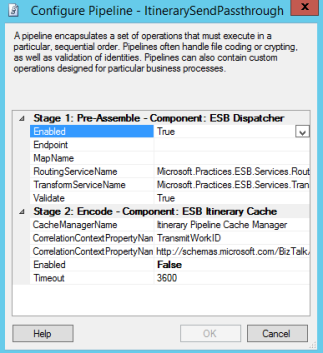 Configure Pipeline - ItinerarySendPassthrough
x
A pipeline encapsulates a set of operations that must execute in a
particular, sequential order. Pipelines often handle file coding or crypting,
as well as validation of identities. Pipelines can also contain custom
operations designed for particular business processes.
Stage 1: Pre-Assemble - Component: ESB Dispatcher
Enabled True
Endpoint
MapName
RoutingServiceName Microsoft.Practices.ESB.Services.Rout
TransformServiceName Microsoft.Practices.ESB.Services.Tran
Validate True
Stage 2: Encode - Component: ESB Itinerary Cache
CacheManagerName Itinerary Pipeline Cache Manager
CorrelationContextPropertyNam TransmitWorkID
CorrelationContextPropertyNam http://schemas.microsoft.com/BizTalk/
Enabled False
Timeout 3600
Help OK Cancel